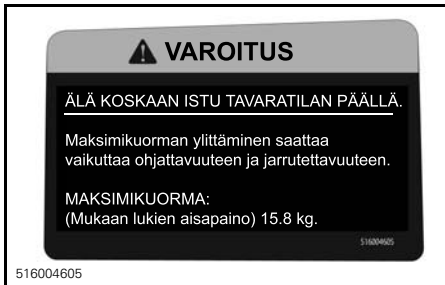 VAROITUS
ÄLÄ KOSKAAN ISTU TAVARATILAN PÄÄLLÄ.
Maksimikuorman ylittäminen saattaa
vaikuttaa ohjattavuuteen ja jarrutettavuuteen.
MAKSIMIKUORMA:
(Mukaan lukien aisapaino) 15.8 kg.
516004605
516004605